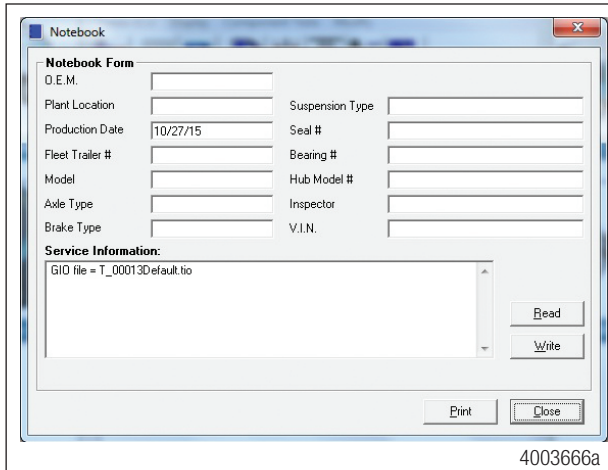 Notebook
Notebook Form
O.E.M.
Plant Location
Suspension Type
Production Date 10/27/15
Seal #
Fleet Trailer #
Bearing #
Model
Hub Model #
Axle Type
Inspector
Brake Type
V.I.N.
Service Information:
GIO file = T_00013Default.tio
Read
Write
Print
Close
4003666a